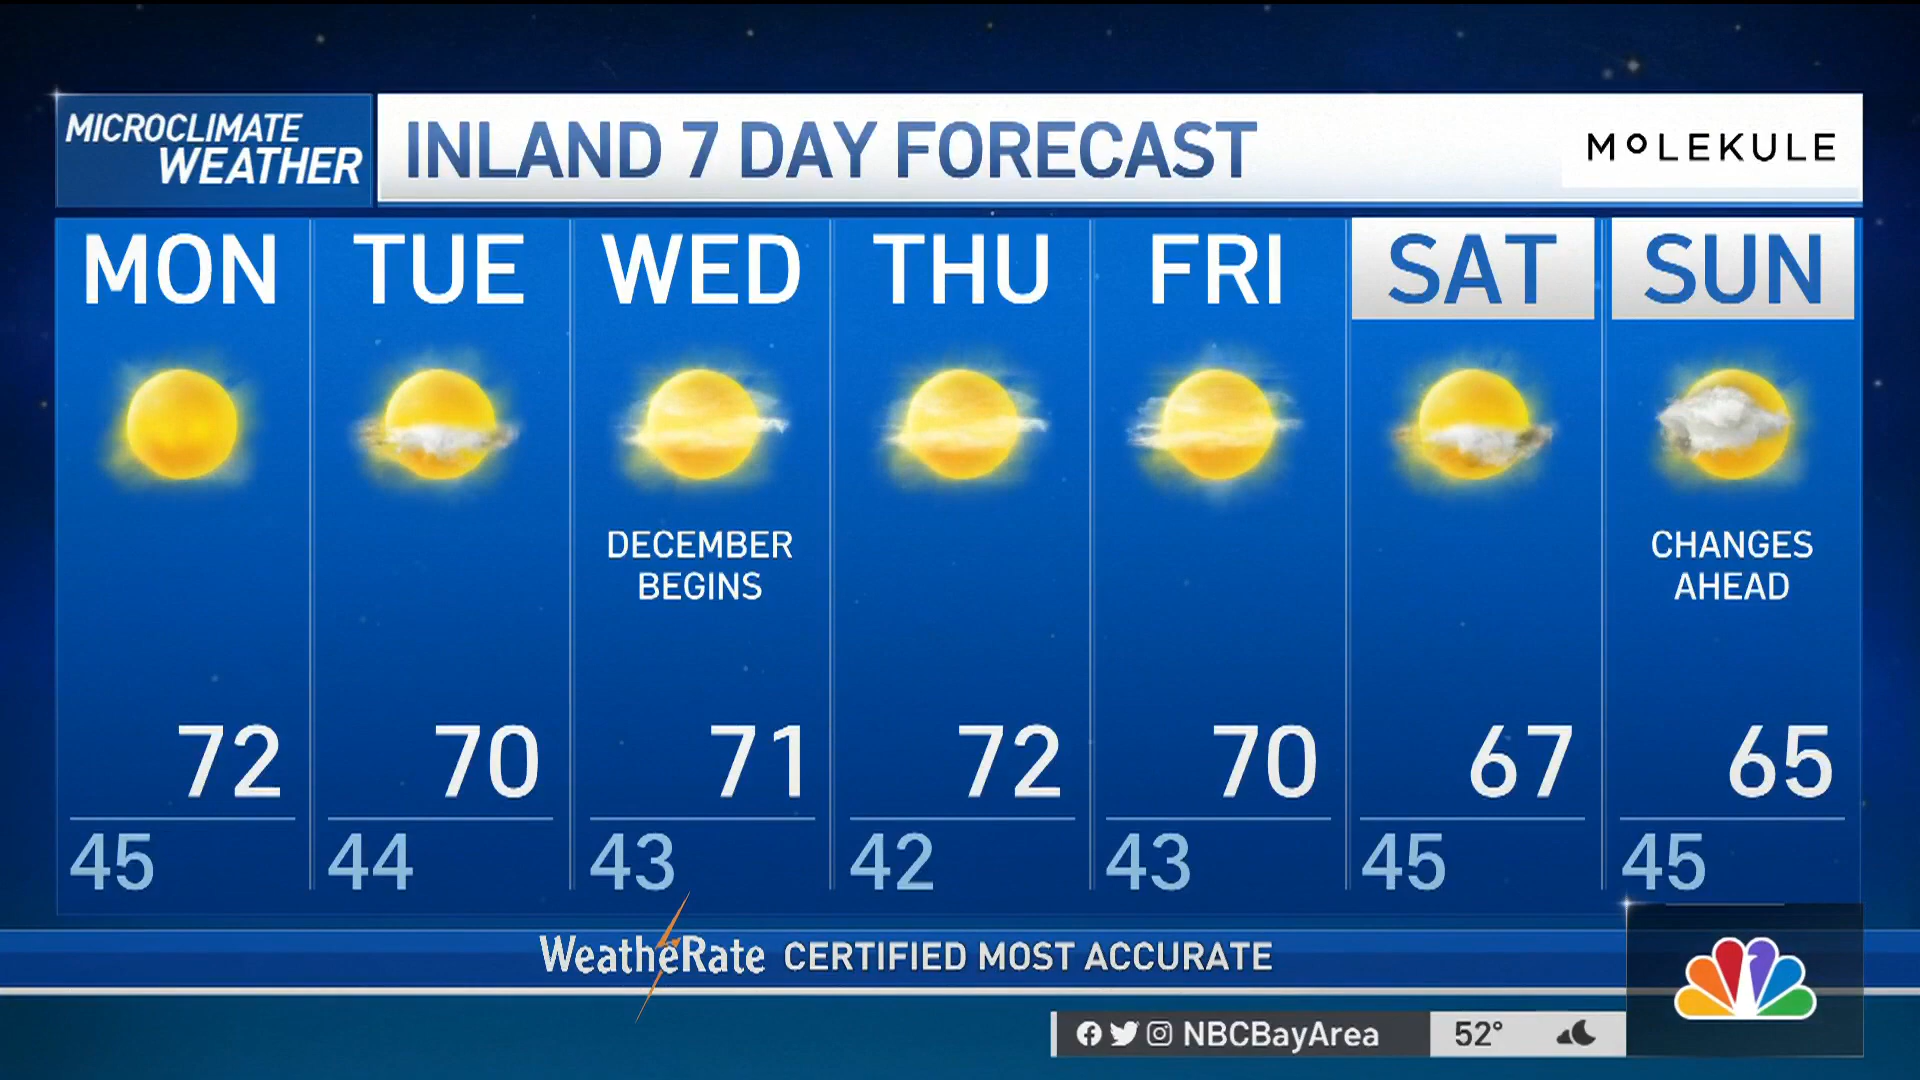 MICROCLIMATE
WEATHER
INLAND 7 DAY FORECAST
MOLEKULE
MON TUE WED THU FRI SAT SUN
DECEMBER
BEGINS
CHANGES
AHEAD
72 70 71 72 70 67 65
45 44 43 42 43 45 45
WeatheRate CERTIFIED MOST ACCURATE
NBCBayArea 52°